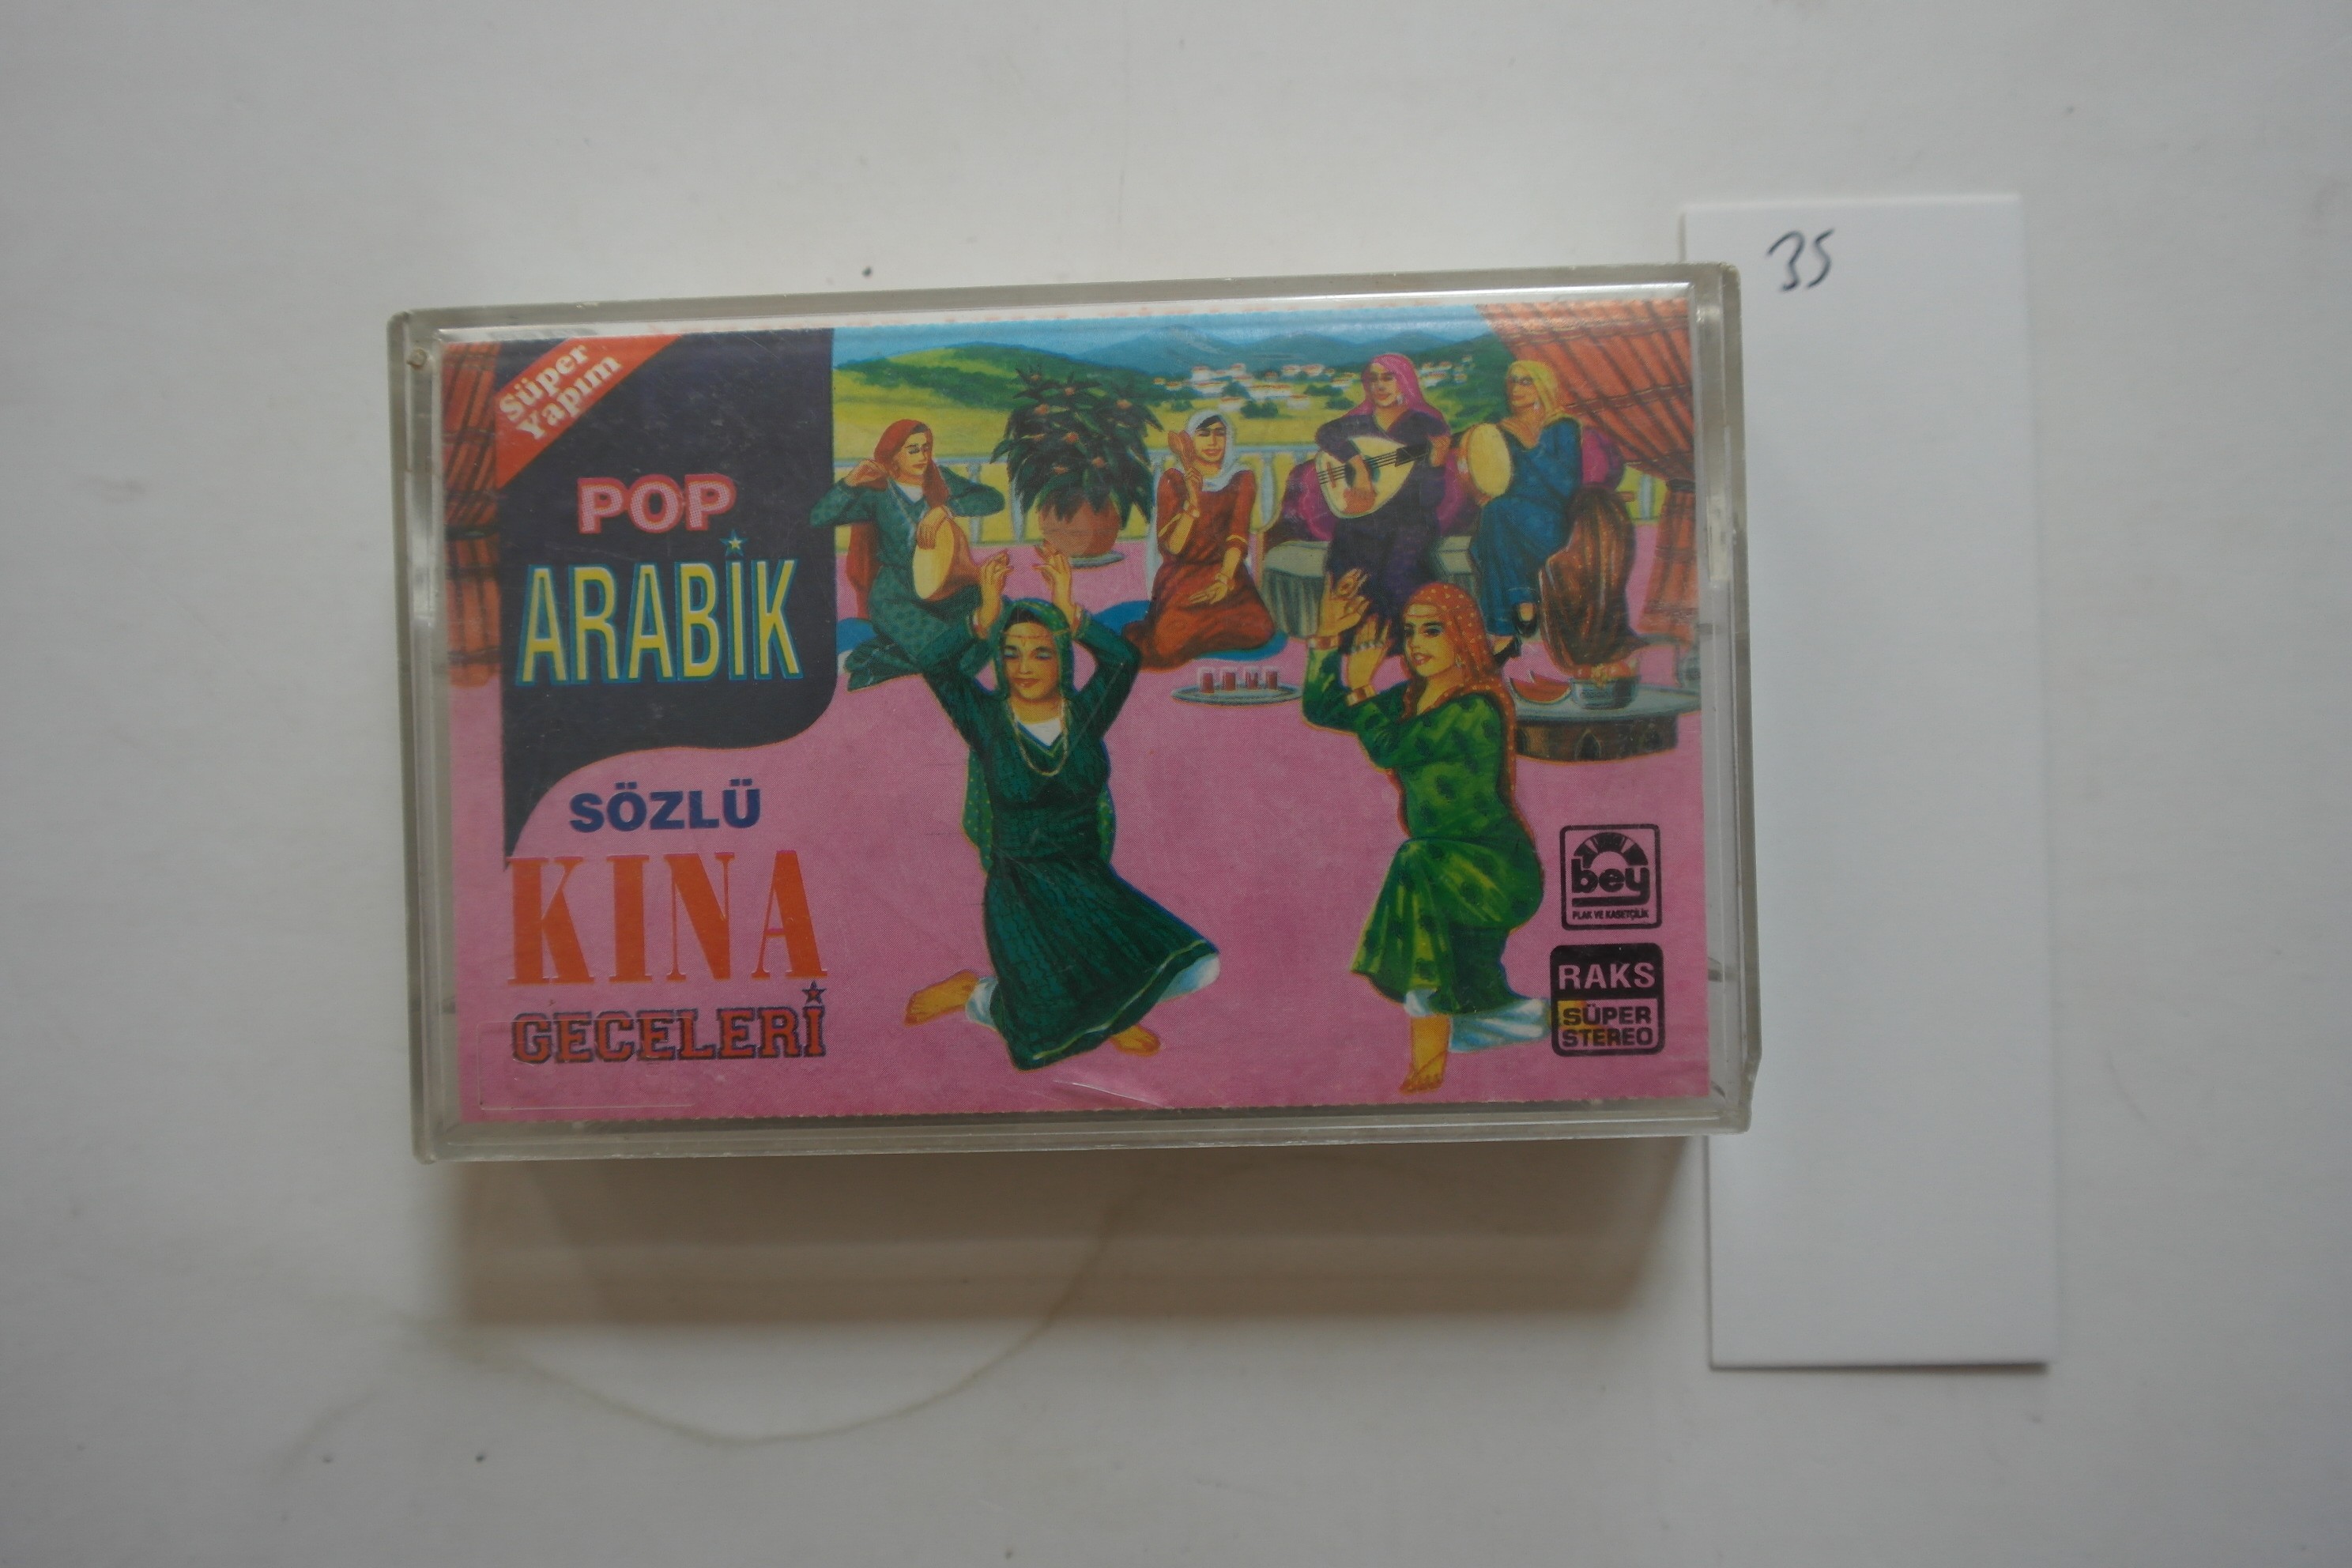 35
Süper
Yapım
POP
ARABİK
SÖZLÜ
KINA
GECELERİ
bey
PLAK VE KASETÇİLİK
RAKS
SÜPER
STEREO